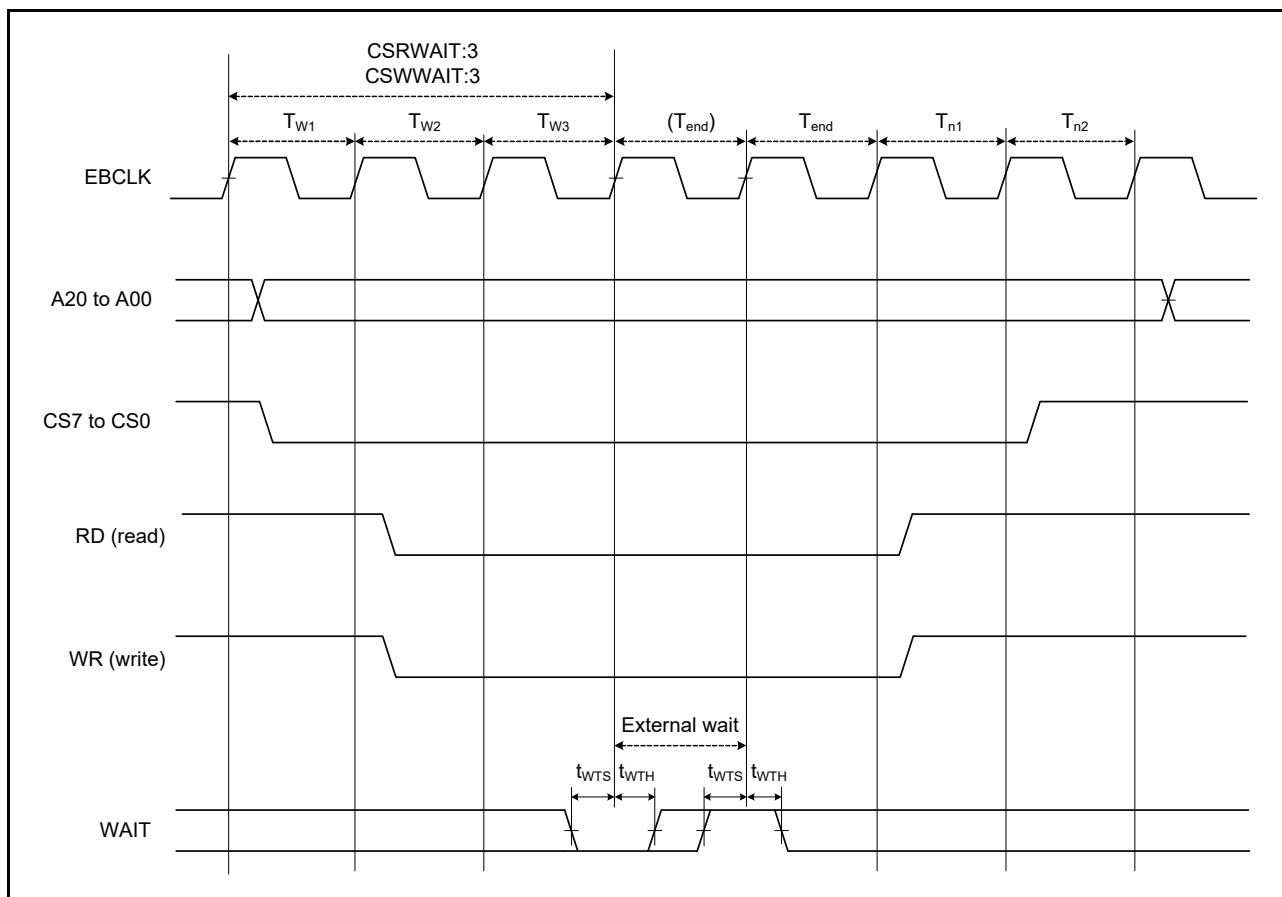 CSRWAIT:3
CSWWAIT:3
TW1 TW2 TW3 (Tend) Tend Tn1 Tn2
EBCLK
A20 to A00
CS7 to CS0
RD (read)
WR (write)
External wait
tWTS tWTH tWTS tWTH
WAIT